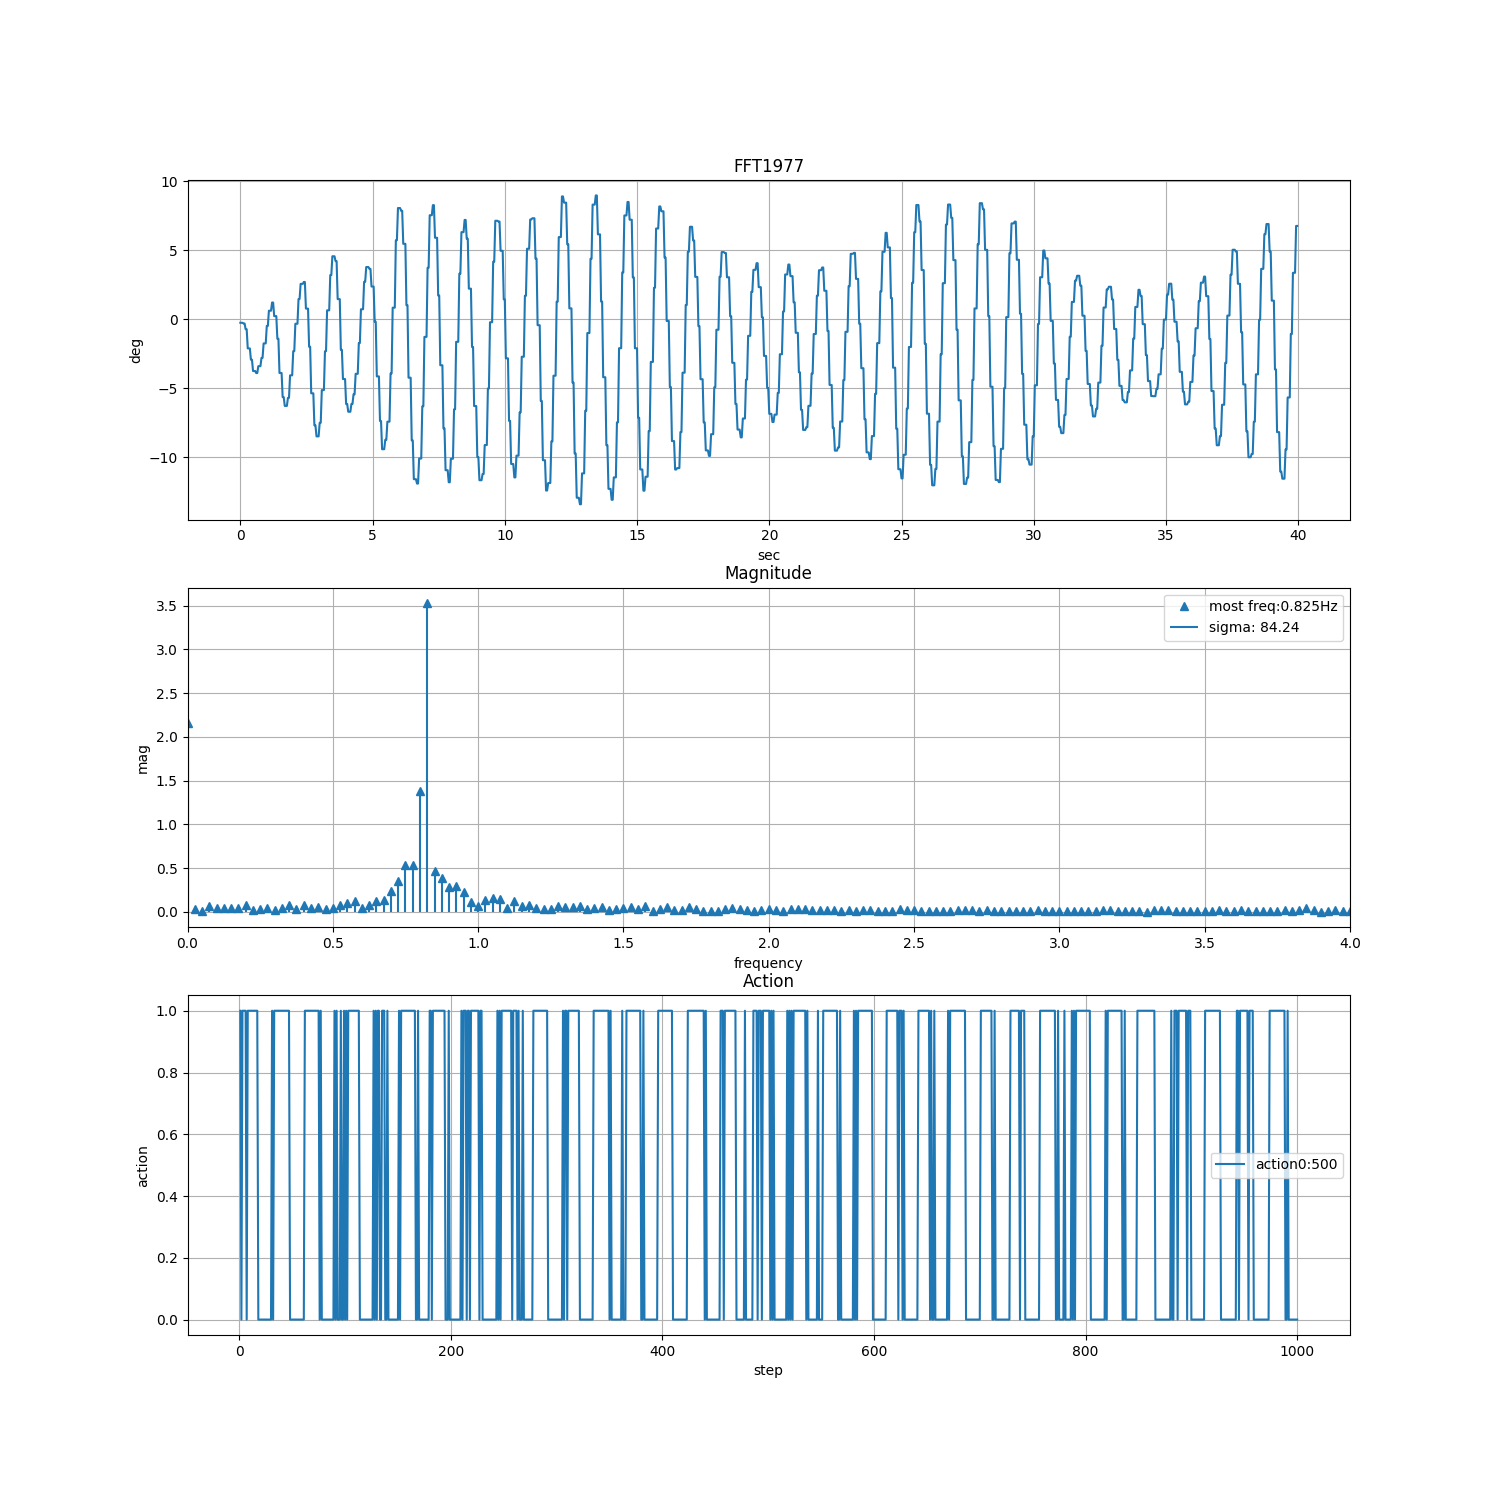 FFT1977
10
5
0
−5
−10
deg
0 5 10 15 20 25 30 35 40
sec
Magnitude
3.5
3.0
2.5
2.0
1.5
1.0
0.5
0.0
mag
most freq:0.825Hz
sigma: 84.24
0.0 0.5 1.0 1.5 2.0 2.5 3.0 3.5 4.0
frequency
Action
1.0
0.8
0.6
0.4
0.2
0.0
action
action0:500
0 200 400 600 800 1000
step